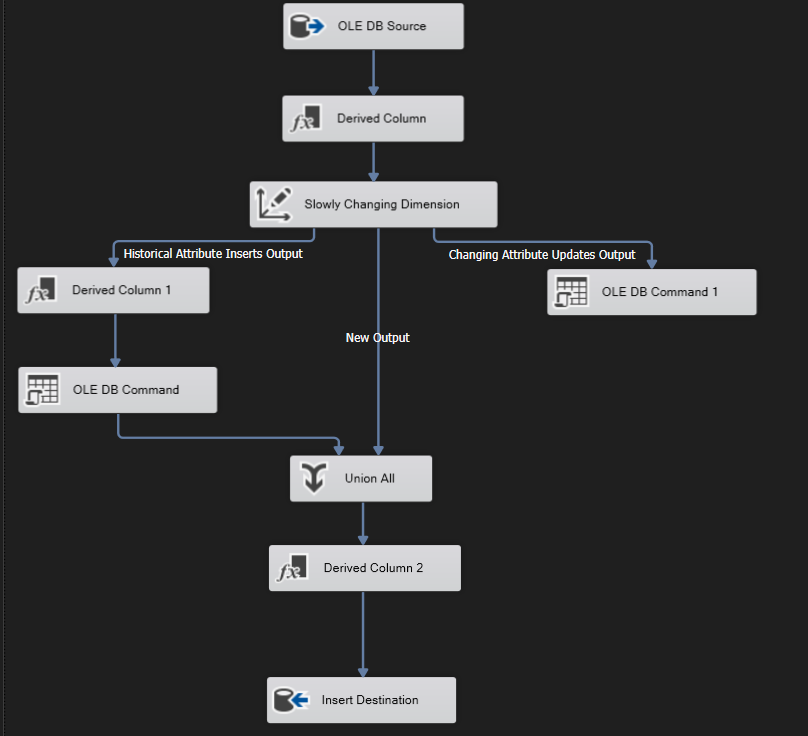 OLE DB Source
Derived Column
Slowly Changing Dimension
Historical Attribute Inserts Output
Changing Attribute Updates Output
Derived Column 1
OLE DB Command 1
New Output
OLE DB Command
Union All
Derived Column 2
Insert Destination